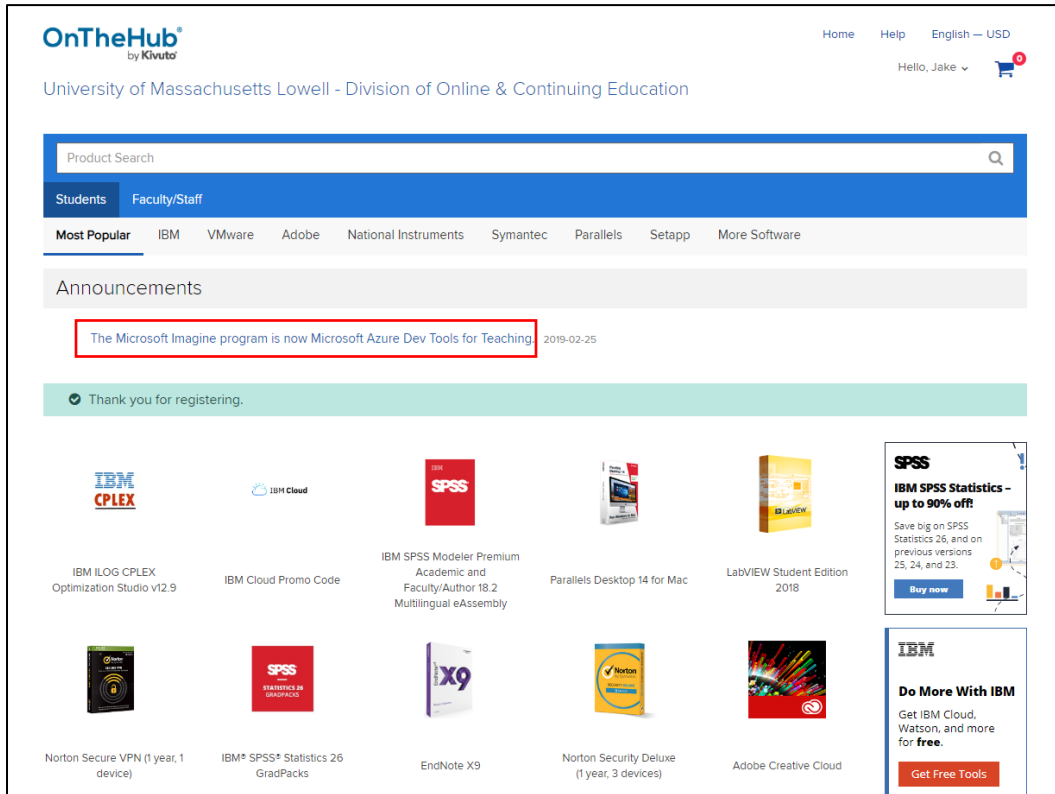 OnTheHub®
by Kivuto
Home Help English — USD
Hello, Jake
0
University of Massachusetts Lowell - Division of Online & Continuing Education
Product Search
Students Faculty/Staff
Most Popular IBM VMware Adobe National Instruments Symantec Parallels Setapp More Software
Announcements
The Microsoft Imagine program is now Microsoft Azure Dev Tools for Teaching. 2019-02-25
Thank you for registering.
IBM
CPLEX
IBM Cloud
IBM
SPSS
LabVIEW
IBM ILOG CPLEX
Optimization Studio v12.9
IBM Cloud Promo Code
IBM SPSS Modeler Premium
Academic and
Faculty/Author 18.2
Multilingual eAssembly
Parallels Desktop 14 for Mac
LabVIEW Student Edition
2018
SPSS
IBM SPSS Statistics –
up to 90% off!
Save big on SPSS
Statistics 26, and on
previous versions
25, 24, and 23.
Buy now
SPSS
STATISTICS 26
GRADPACKS
X9
Norton
Norton Secure VPN (1 year, 1
device)
IBM® SPSS® Statistics 26
GradPacks
EndNote X9
Norton Security Deluxe
(1 year, 3 devices)
Adobe Creative Cloud
IBM
Do More With IBM
Get IBM Cloud,
Watson, and more
for free.
Get Free Tools